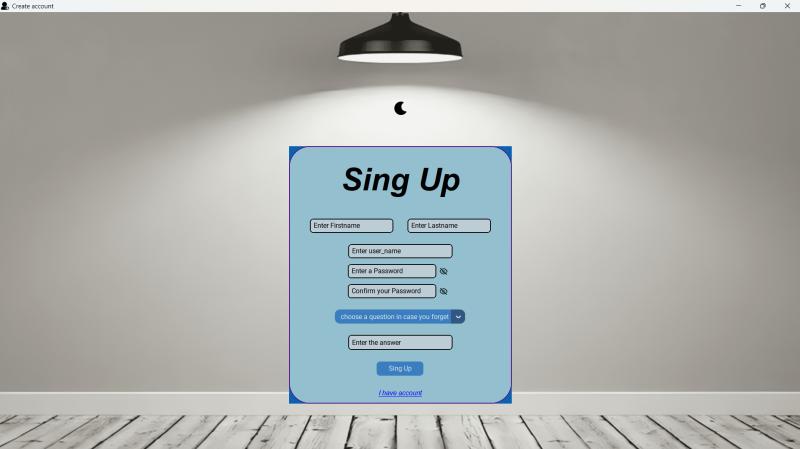 Create account
Sing Up
Enter Firstname Enter Lastname
Enter user_name
Enter a Password
Confirm your Password
choose a question in case you forget
Enter the answer
Sing Up
I have account